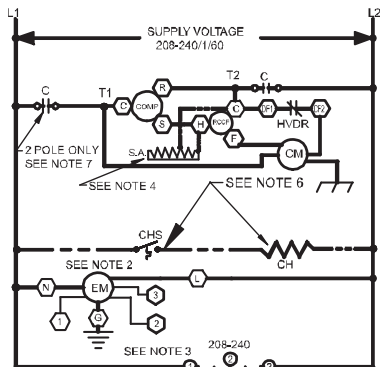 L1 L2
SUPPLY VOLTAGE
208-240/1/60
C T1 R T2 C
C COMP C DF1 DF2
S H RCCF HVDR
2 POLE ONLY S.A. F CM
SEE NOTE 7
SEE NOTE 4 SEE NOTE 6
CHS
SEE NOTE 2 CH
L
N EM 3
1 G 2
208-240
SEE NOTE 3 2